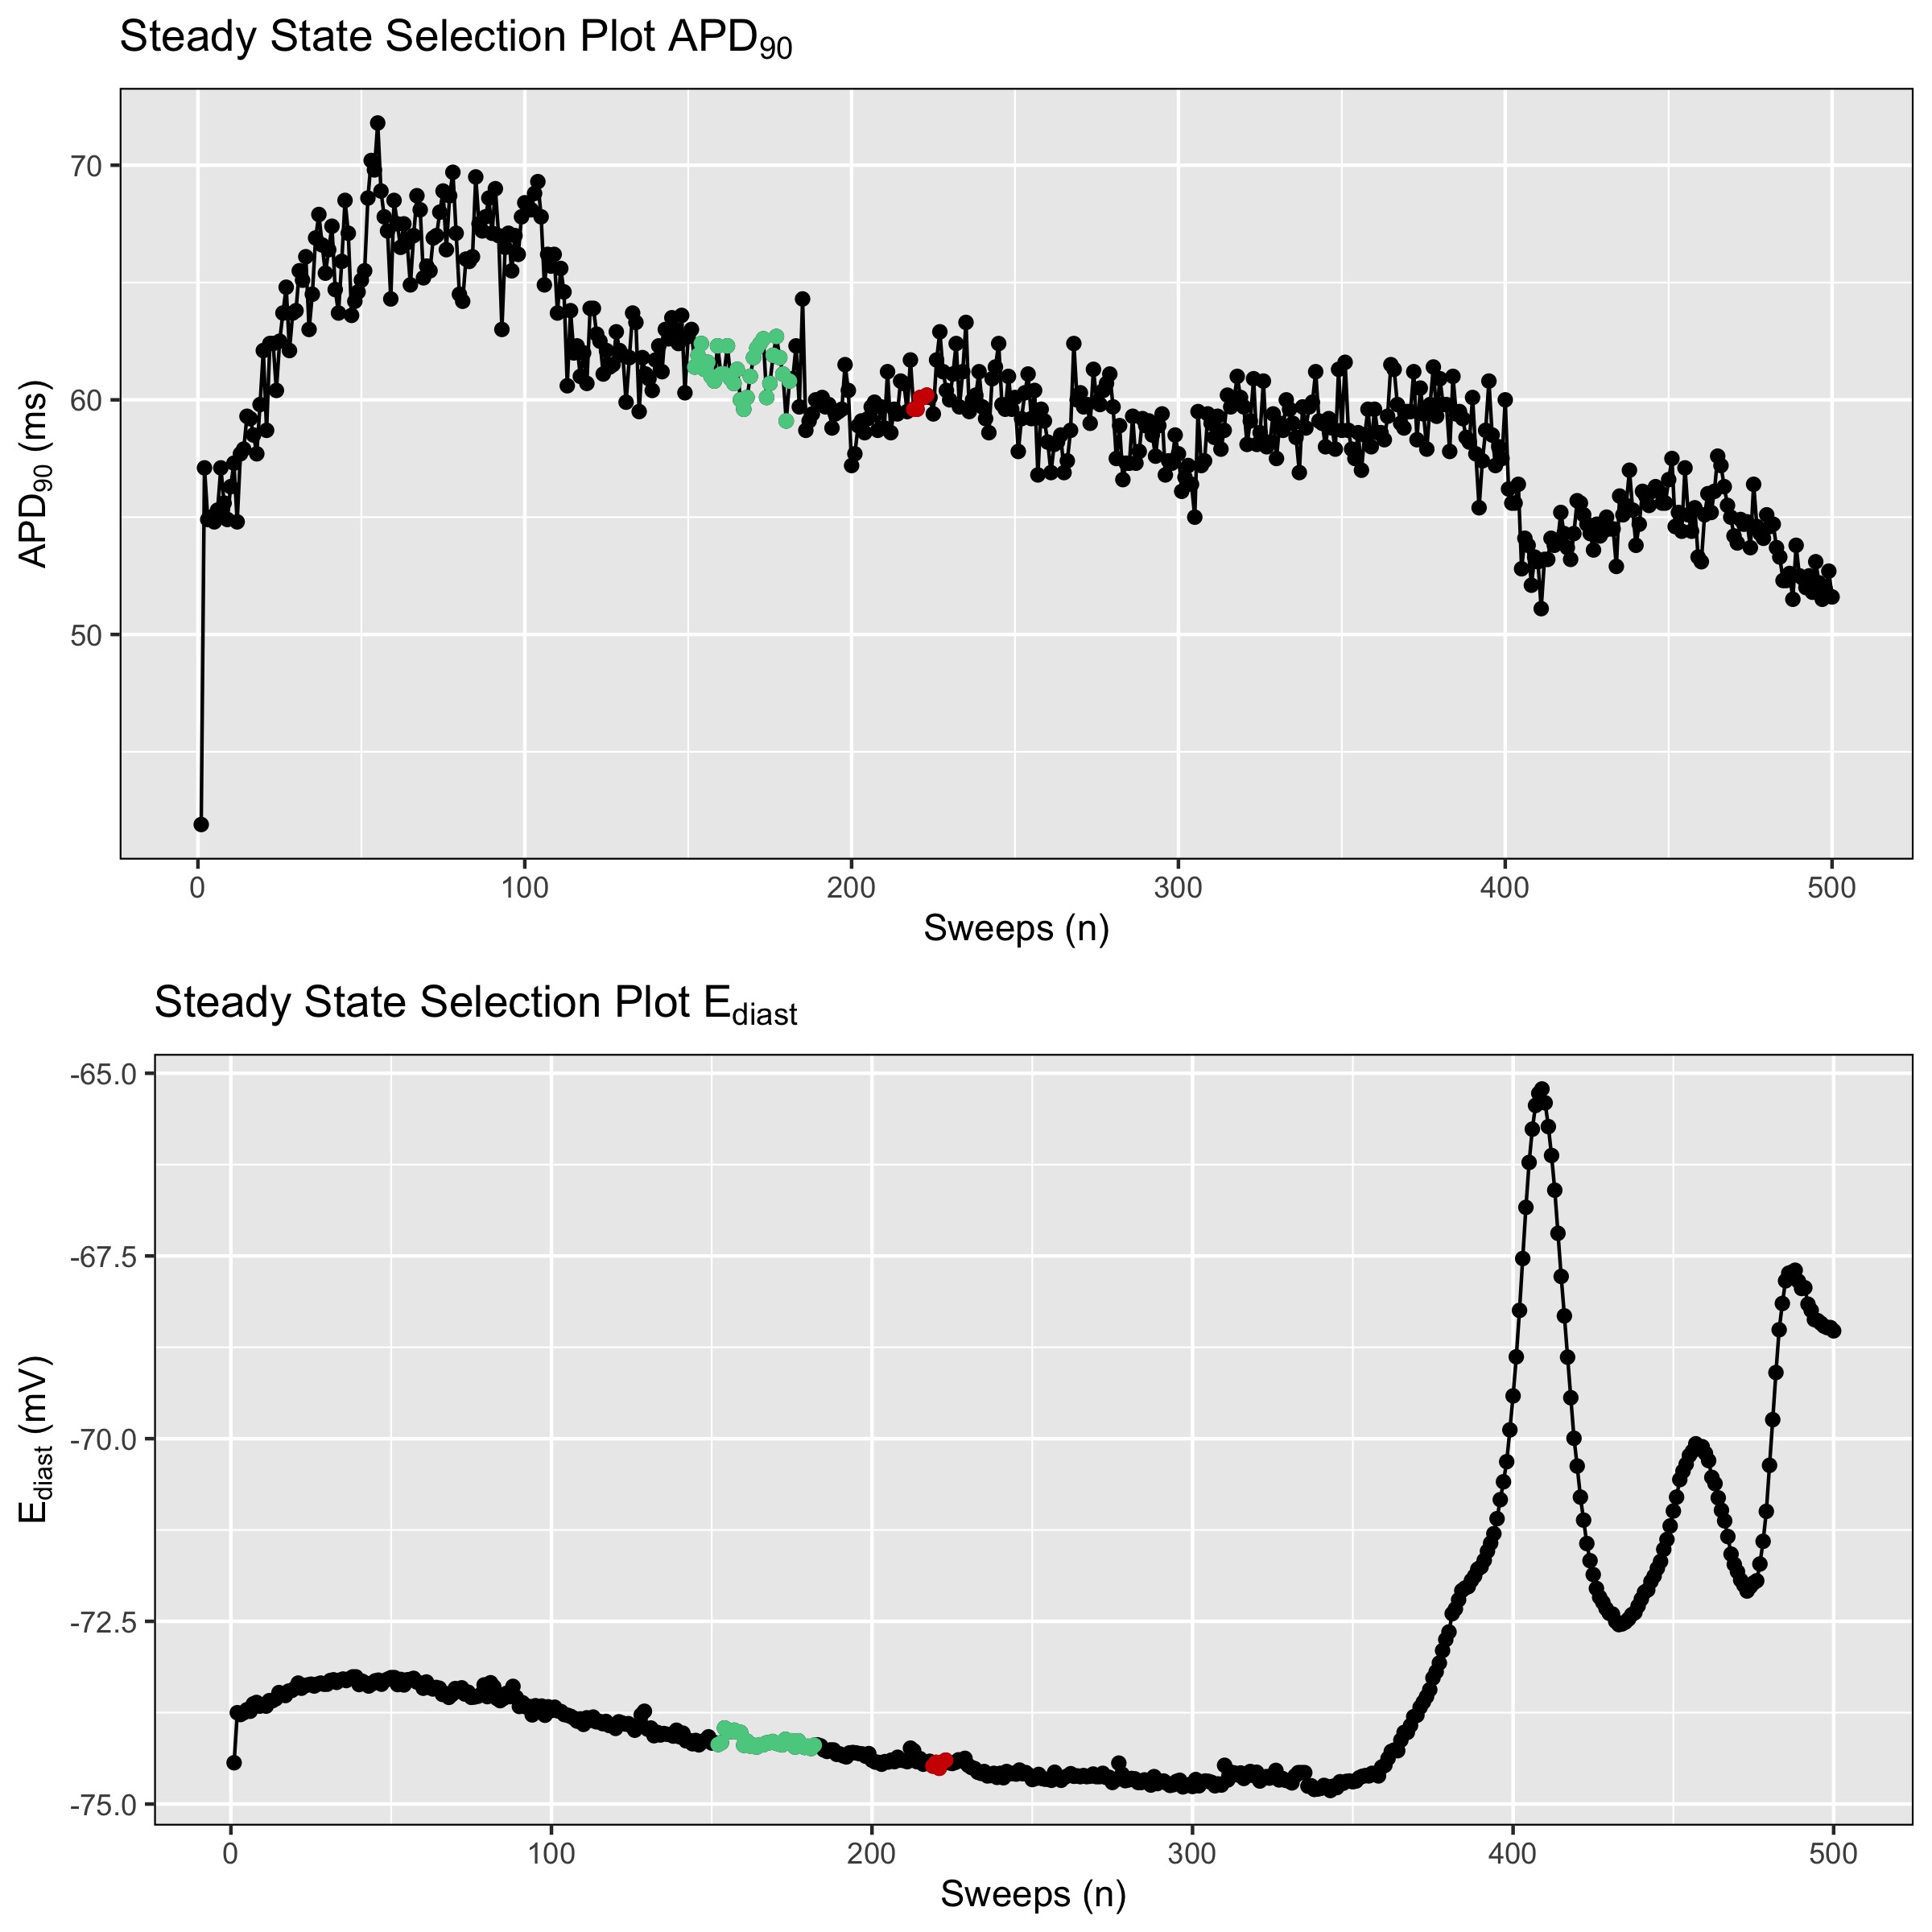 Steady State Selection Plot APD90
70
60
50
APD90 (ms)
0 100 200 300 400 500
Sweeps (n)
Steady State Selection Plot Ediast
-65.0
-67.5
-70.0
-72.5
-75.0
Ediast (mV)
0 100 200 300 400 500
Sweeps (n)